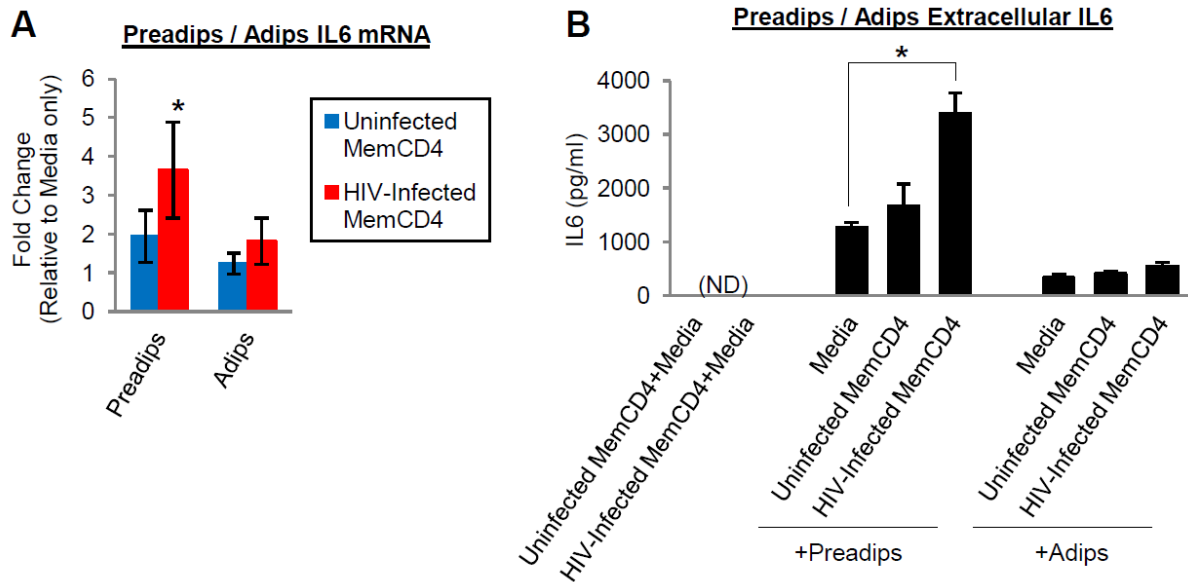 A
Preadips / Adips IL6 mRNA
Fold Change
(Relative to Media only)
6
5
4
3
2
1
0
*
Preadips
Adips
Uninfected
MemCD4
HIV-Infected
MemCD4
B
Preadips / Adips Extracellular IL6
*
IL6 (pg/ml)
4000
3000
2000
1000
0
(ND)
Uninfected MemCD4+Media
HIV-Infected MemCD4+Media
Media
Uninfected MemCD4
HIV-Infected MemCD4
Media
Uninfected MemCD4
HIV-Infected MemCD4
+Preadips
+Adips